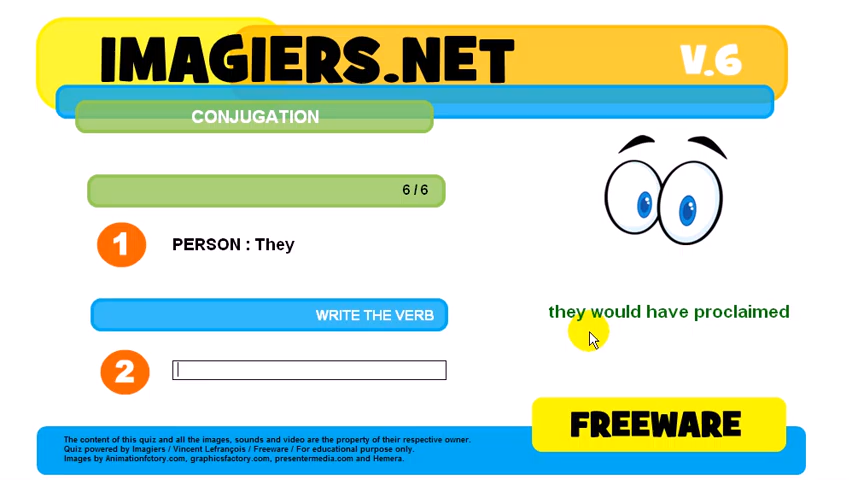 IMAGIERS.NET
V.6
CONJUGATION
6 / 6
1
PERSON : They
WRITE THE VERB
they would have proclaimed
2
FREEWARE
The content of this quiz and all the images, sounds and video are the property of their respective owner.
Quiz powered by Imagiers / Vincent Lefrançois / Freeware / For educational purpose only.
Images by Animationfctory.com, graphicsfactory.com, presentermedia.com and Hemera.